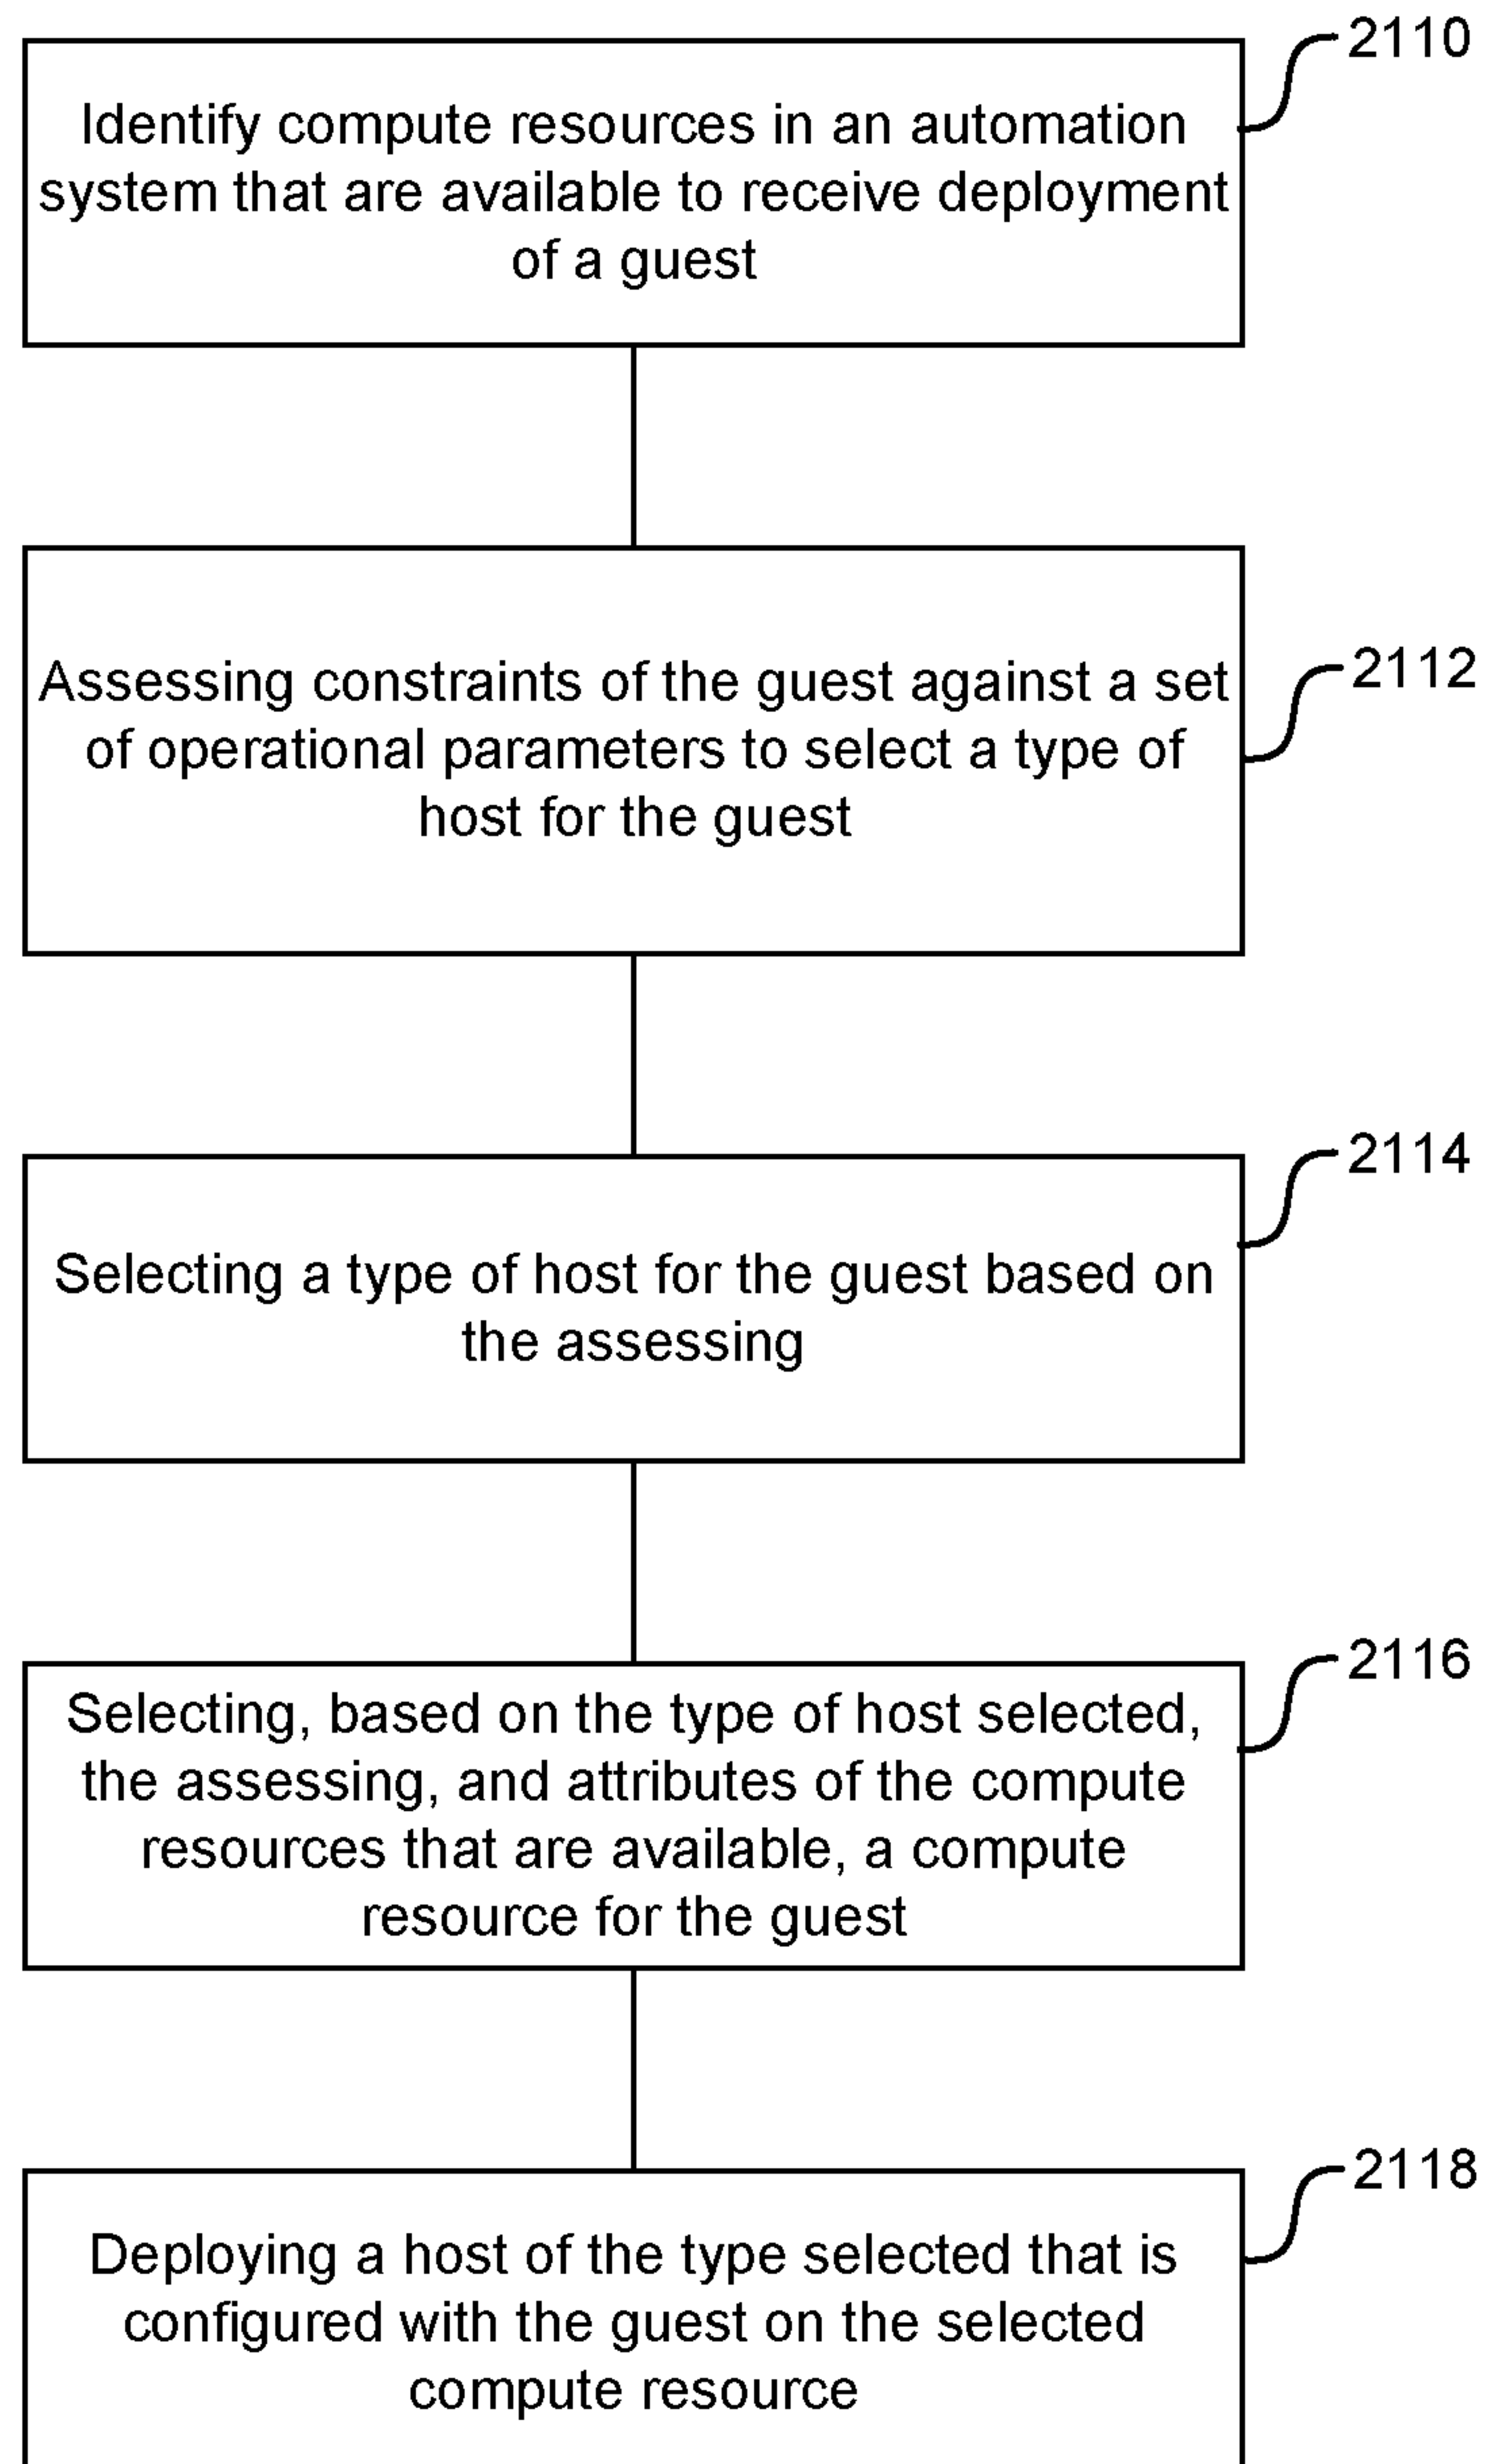 2110
Identify compute resources in an automation
system that are available to receive deployment
of a guest
2112
Assessing constraints of the guest against a set
of operational parameters to select a type of
host for the guest
2114
Selecting a type of host for the guest based on
the assessing
2116
Selecting, based on the type of host selected,
the assessing, and attributes of the compute
resources that are available, a compute
resource for the guest
2118
Deploying a host of the type selected that is
configured with the guest on the selected
compute resource